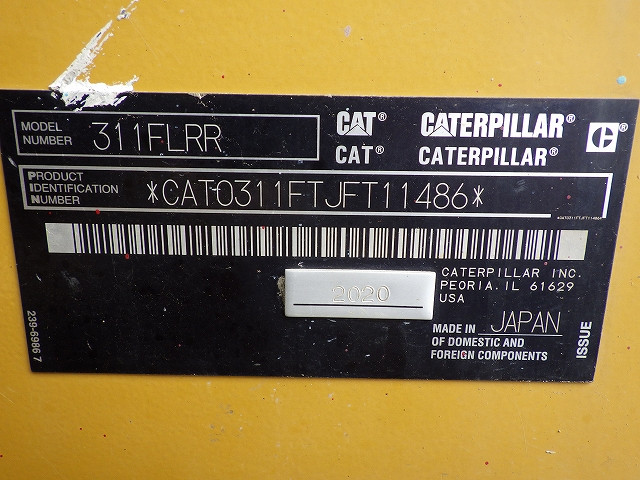 MODEL NUMBER 311FLRR
CAT® CATERPILLAR®
CAT® CATERPILLAR®
PRODUCT IDENTIFICATION NUMBER *CAT0311FTJFT11486*
*CAT0311FTJFT11486*
2020
CATERPILLAR INC.
PEORIA, IL 61629
USA
MADE IN JAPAN
OF DOMESTIC AND
FOREIGN COMPONENTS
ISSUE
239-6986 7